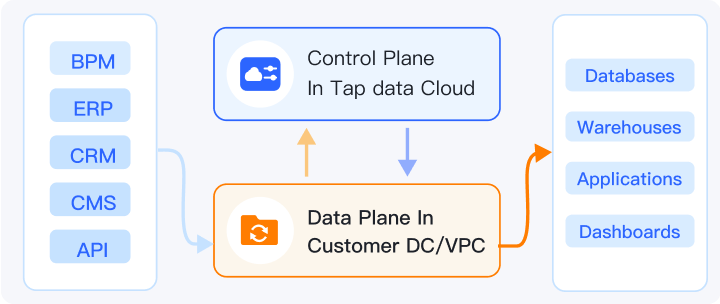 BPM
ERP
CRM
CMS
API
Control Plane
In Tap data Cloud
Data Plane In
Customer DC/VPC
Databases
Warehouses
Applications
Dashboards